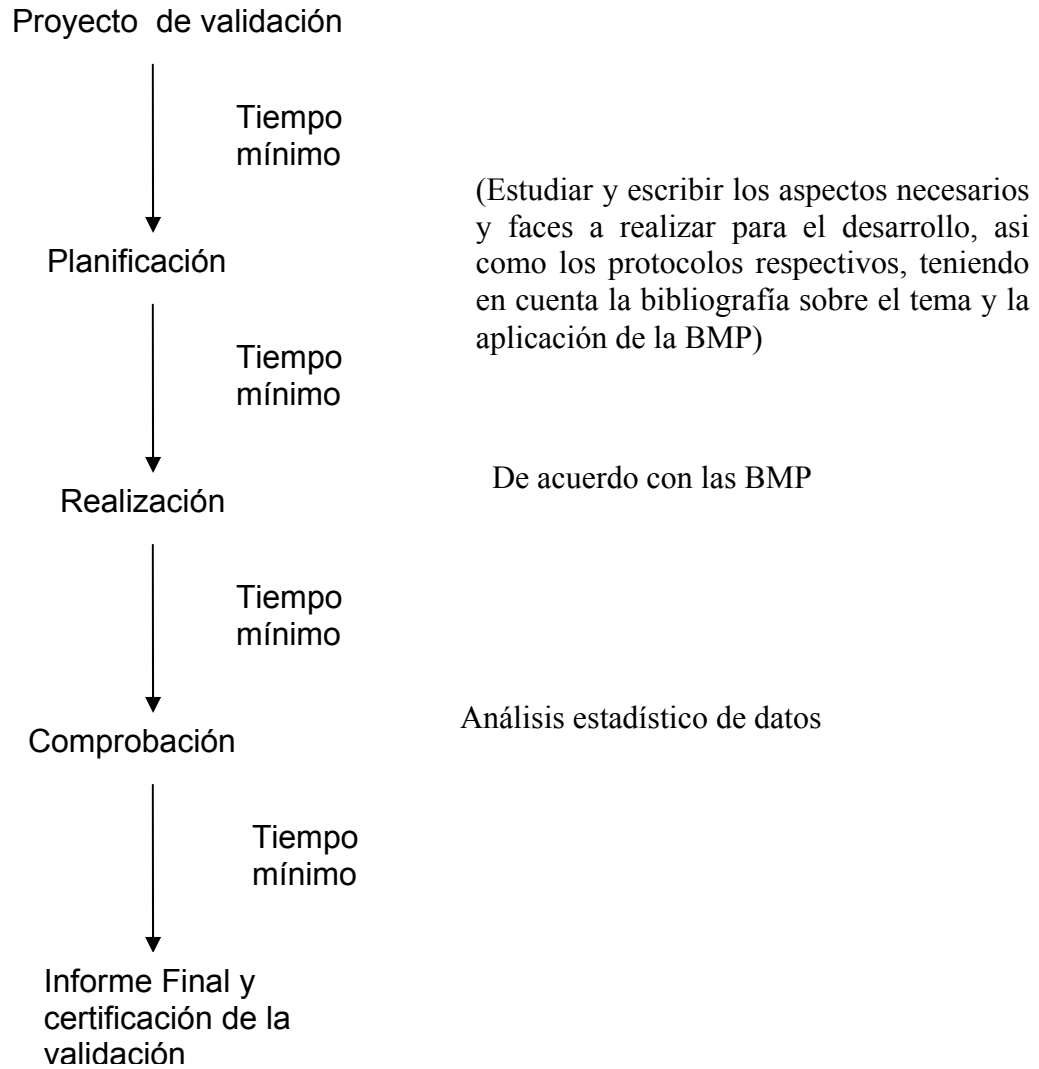 Proyecto de validación
Tiempo
mínimo
(Estudiar y escribir los aspectos necesarios
y faces a realizar para el desarrollo, asi
como los protocolos respectivos, teniendo
en cuenta la bibliografía sobre el tema y la
aplicación de la BMP)
Planificación
Tiempo
mínimo
De acuerdo con las BMP
Realización
Tiempo
mínimo
Análisis estadístico de datos
Comprobación
Tiempo
mínimo
Informe Final y
certificación de la
validación